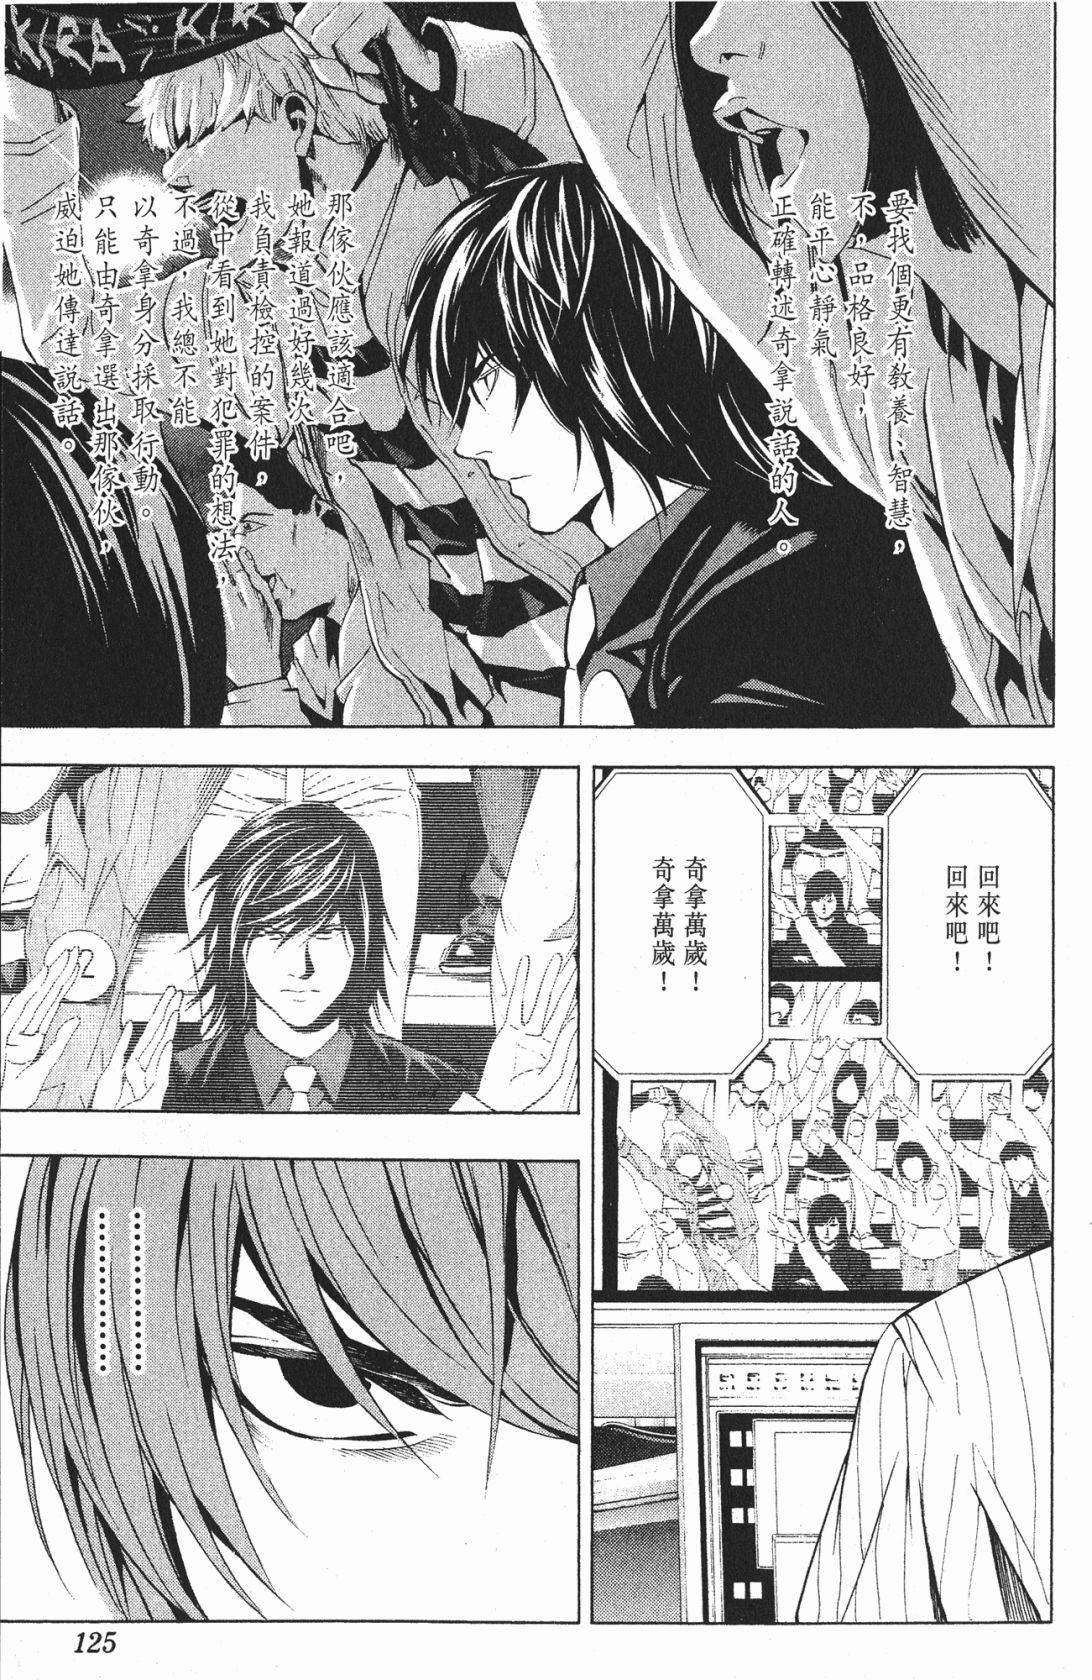 KIRA KIR
要找個更有教養、智慧，
不，品格良好，
能平心靜氣
正確轉述奇拿說話的人。
那傢伙應該適合吧，
她報道過好幾次
我負責檢控的案件，
從中看到她對犯罪的想法，
不過，我總不能
以奇拿身分採取行動。
只能由奇拿選出那傢伙，
威迫她傳達說話。
回來吧！
回來吧！
奇拿萬歲！
奇拿萬歲！
12
………………
………………
125